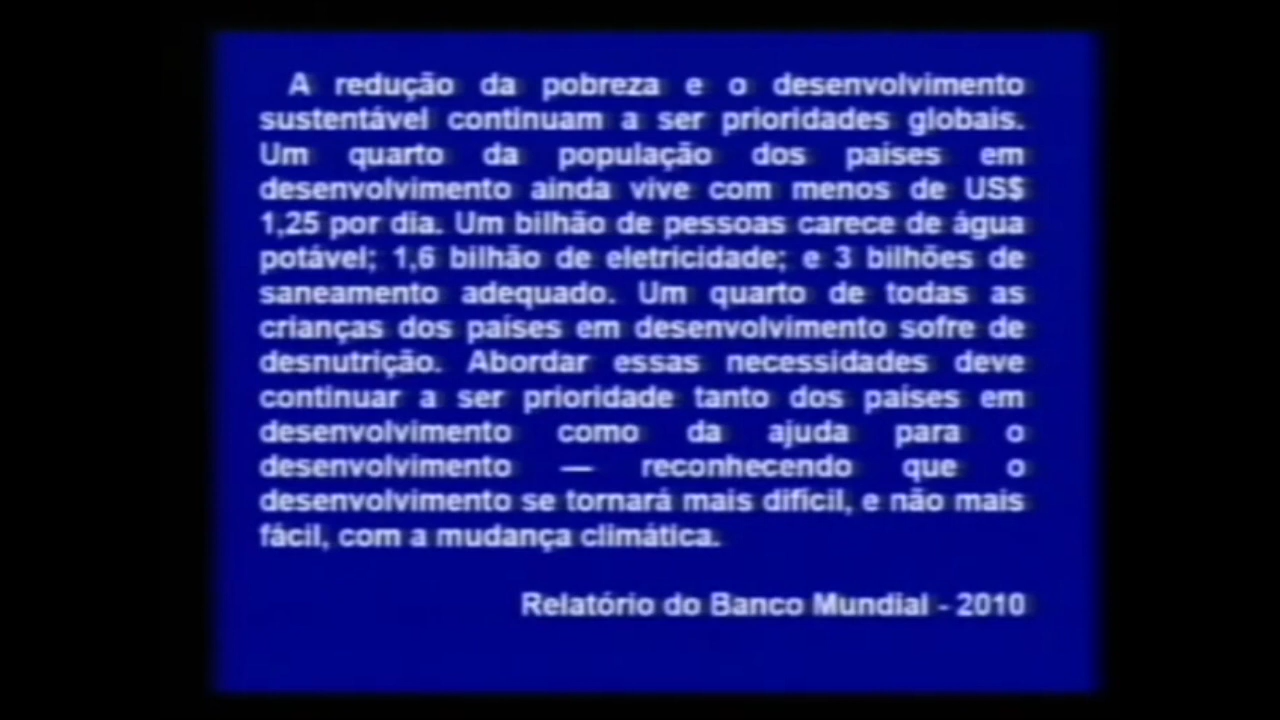 A redução da pobreza e o desenvolvimento
sustentável continuam a ser prioridades globais.
Um quarto da população dos países em
desenvolvimento ainda vive com menos de US$
1,25 por dia. Um bilhão de pessoas carece de água
potável; 1,6 bilhão de eletricidade; e 3 bilhões de
saneamento adequado. Um quarto de todas as
crianças dos países em desenvolvimento sofre de
desnutrição. Abordar essas necessidades deve
continuar a ser prioridade tanto dos países em
desenvolvimento como da ajuda para o
desenvolvimento — reconhecendo que o
desenvolvimento se tornará mais difícil, e não mais
fácil, com a mudança climática.
Relatório do Banco Mundial - 2010